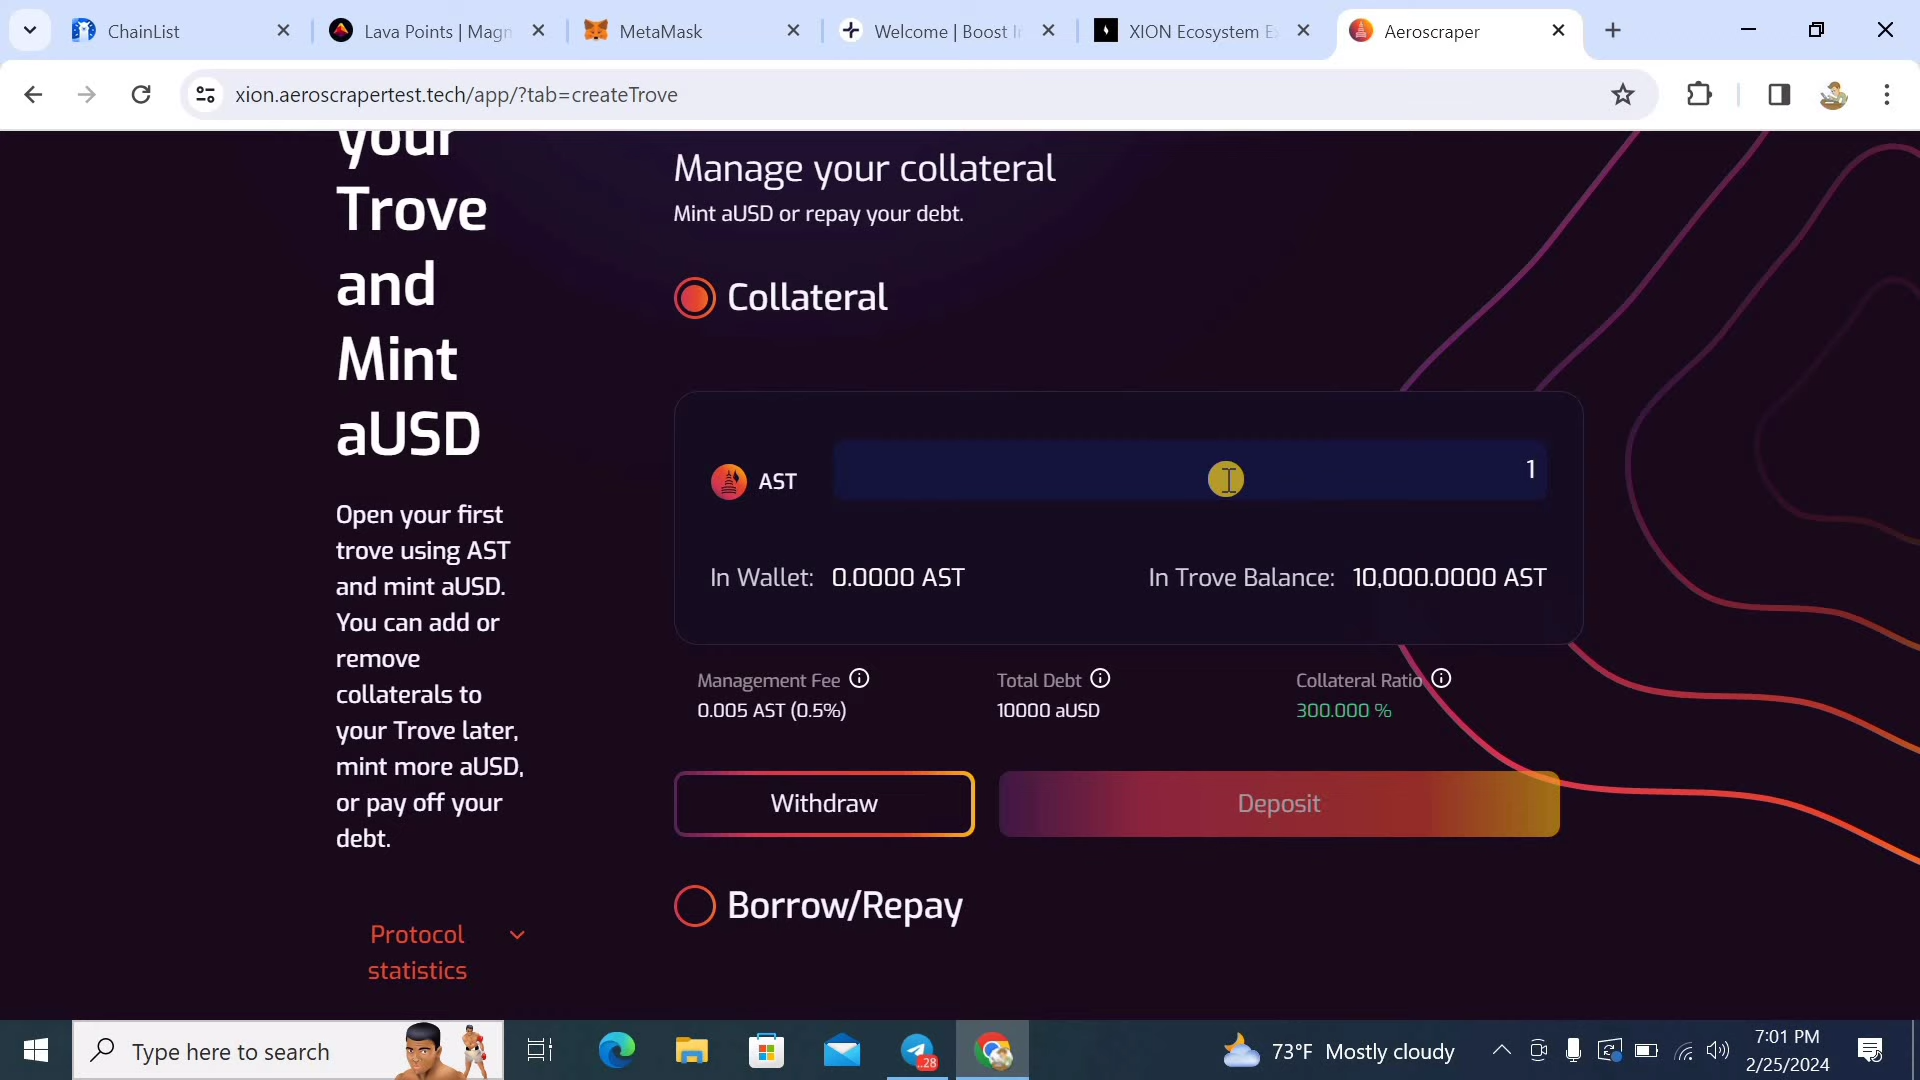 ChainList
Lava Points | Magn
MetaMask
Welcome | Boost I
XION Ecosystem E
Aeroscraper
xion.aeroscrapertest.tech/app/?tab=createTrove
your
Trove
and
Mint
aUSD
Open your first
trove using AST
and mint aUSD.
You can add or
remove
collaterals to
your Trove later,
mint more aUSD,
or pay off your
debt.
Protocol
statistics
Manage your collateral
Mint aUSD or repay your debt.
Collateral
AST
1
In Wallet: 0.0000 AST
In Trove Balance: 10,000.0000 AST
Management Fee
0.005 AST (0.5%)
Total Debt
10000 aUSD
Collateral Ratio
300.000 %
Withdraw
Deposit
Borrow/Repay
Type here to search
28
73°F Mostly cloudy
7:01 PM
2/25/2024